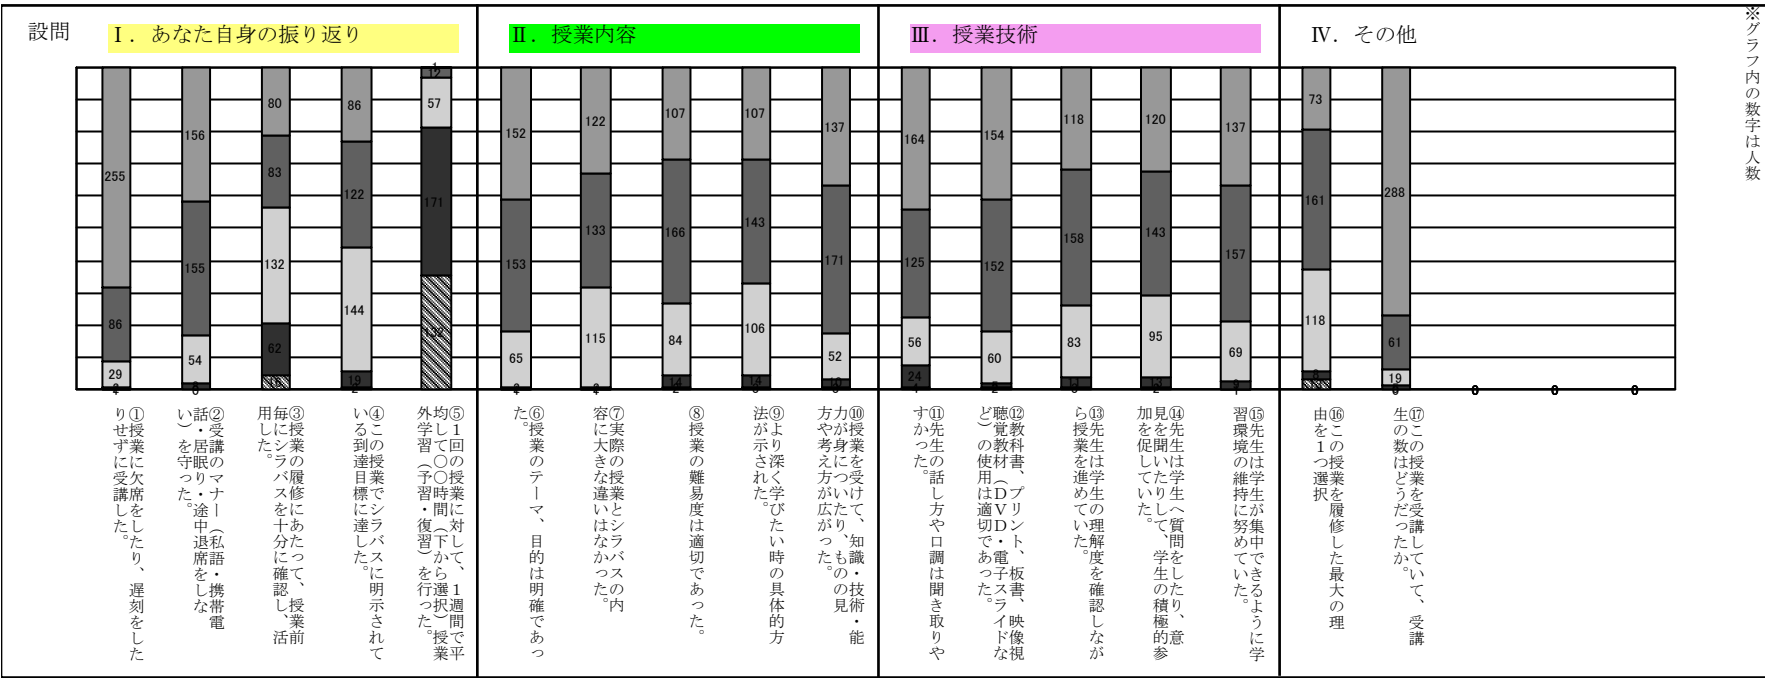 設問
Ⅰ．あなた自身の振り返り
Ⅱ．授業内容
Ⅲ．授業技術
Ⅳ．その他
※グラフ内の数字は人数
255
86
29
156
155
54
80
83
132
62
16
86
122
144
19
2
1
12
57
171
132
152
153
65
122
133
115
107
166
84
14
2
107
143
106
14
137
171
52
10
164
125
56
24
1
154
152
60
118
158
83
11
120
143
95
13
2
137
157
69
9
1
73
161
118
8
11
288
61
19
0
0
0
①授業に欠席をしたり、遅刻をした
りせずに受講した。
②受講のマナー（私語・携帯電
話・居眠り・途中退席をしな
い）を守った。
③授業の履修にあたって、授業前
毎にシラバスを十分に確認し、活
用した。
④この授業でシラバスに明示されて
いる到達目標に達した。
⑤１回の授業に対して、１週間で平
均して〇〇時間（下から選択）授業
外学習（予習・復習）を行った。
⑥授業のテーマ、目的は明確であっ
た。
⑦実際の授業とシラバスの内
容に大きな違いはなかった。
⑧授業の難易度は適切であった。
⑨より深く学びたい時の具体的方
法が示された。
⑩授業を受けて、知識・技術・能
力が身についたり、ものの見
方や考え方が広がった。
⑪先生の話し方や口調は聞き取りや
すかった。
⑫教科書、プリント、板書、映像視
聴覚教材（ＤＶＤ・電子スライドな
ど）の使用は適切であった。
⑬先生は学生の理解度を確認しなが
ら授業を進めていた。
⑭先生は学生へ質問をしたり、意
見を聞いたりして、学生の積極的参
加を促していた。
⑮先生は学生が集中できるように学
習環境の維持に努めていた。
⑯この授業を履修した最大の理
由を１つ選択
⑰この授業を受講していて、受講
生の数はどうだったか。